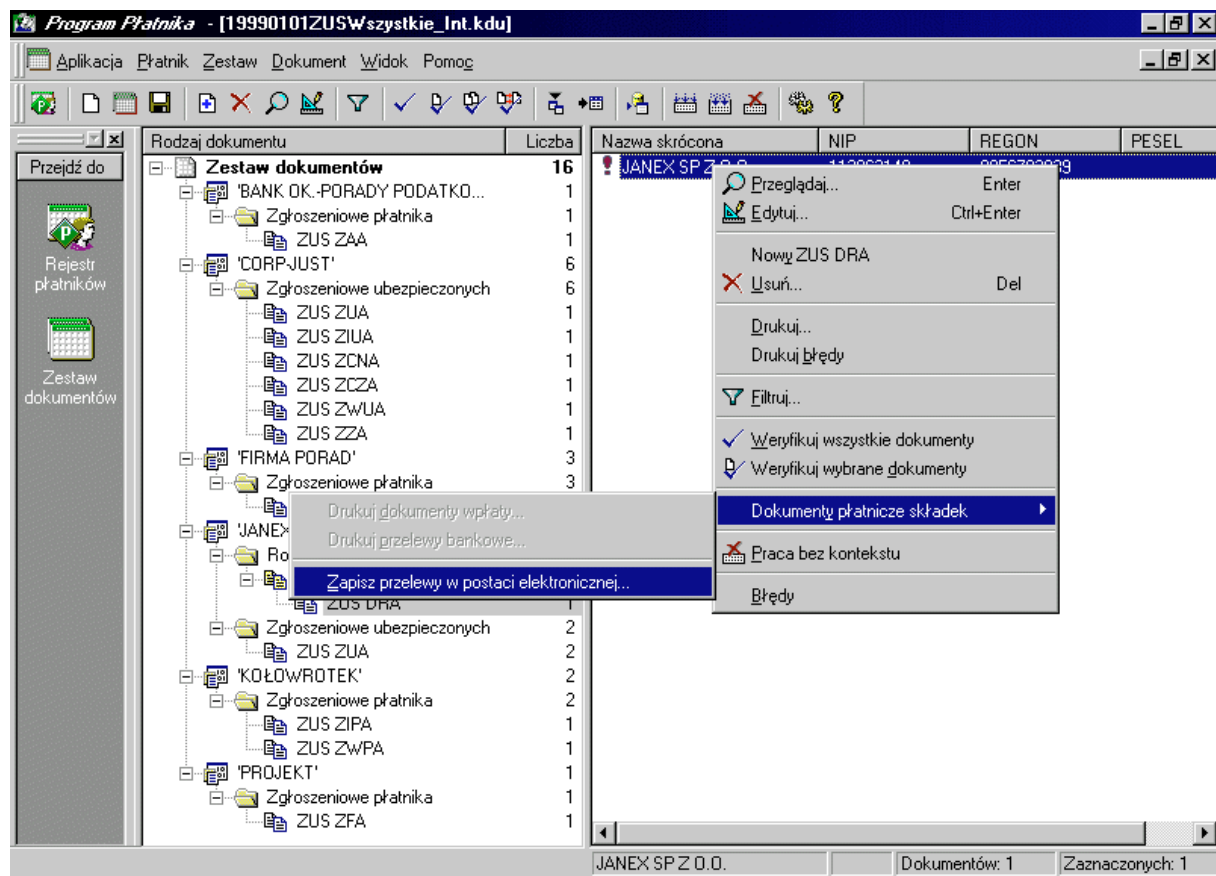 Program Płatnika - [19990101ZUSWszystkie_Int.kdu]
Aplikacja Płatnik Zestaw Dokument Widok Pomoc
Przejdź do
Rejestr
płatników
Zestaw
dokumentów
Rodzaj dokumentu Liczba
Zestaw dokumentów 16
'BANK OK.-PORADY PODATKO... 1
Zgłoszeniowe płatnika 1
ZUS ZAA 1
'CORP-JUST' 6
Zgłoszeniowe ubezpieczonych 6
ZUS ZUA 1
ZUS ZIUA 1
ZUS ZCNA 1
ZUS ZCZA 1
ZUS ZWUA 1
ZUS ZZA 1
'FIRMA PORAD' 3
Zgłoszeniowe płatnika 3
'JANEX
Ro
ZUS DRA 1
Zgłoszeniowe ubezpieczonych 2
ZUS ZUA 2
'KOŁOWROTEK' 2
Zgłoszeniowe płatnika 2
ZUS ZIPA 1
ZUS ZWPA 1
'PROJEKT' 1
Zgłoszeniowe płatnika 1
ZUS ZFA 1
Nazwa skrócona NIP REGON PESEL
JANEX SP Z O.O.
Przeglądaj... Enter
Edytuj... Ctrl+Enter
Nowy ZUS DRA
Usuń... Del
Drukuj...
Drukuj błędy
Filtruj...
Weryfikuj wszystkie dokumenty
Weryfikuj wybrane dokumenty
Dokumenty płatnicze składek
Praca bez kontekstu
Błędy
Drukuj dokumenty wpłaty...
Drukuj przelewy bankowe...
Zapisz przelewy w postaci elektronicznej...
JANEX SP Z O.O. Dokumentów: 1 Zaznaczonych: 1